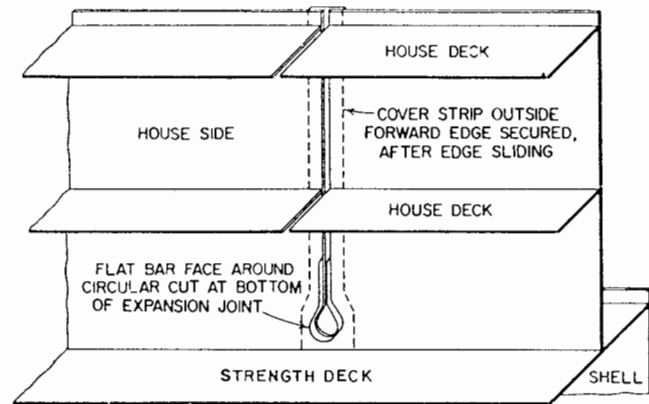 HOUSE DECK
COVER STRIP OUTSIDE
FORWARD EDGE SECURED,
AFTER EDGE SLIDING
HOUSE SIDE
HOUSE DECK
FLAT BAR FACE AROUND
CIRCULAR CUT AT BOTTOM
OF EXPANSION JOINT
STRENGTH DECK
SHELL